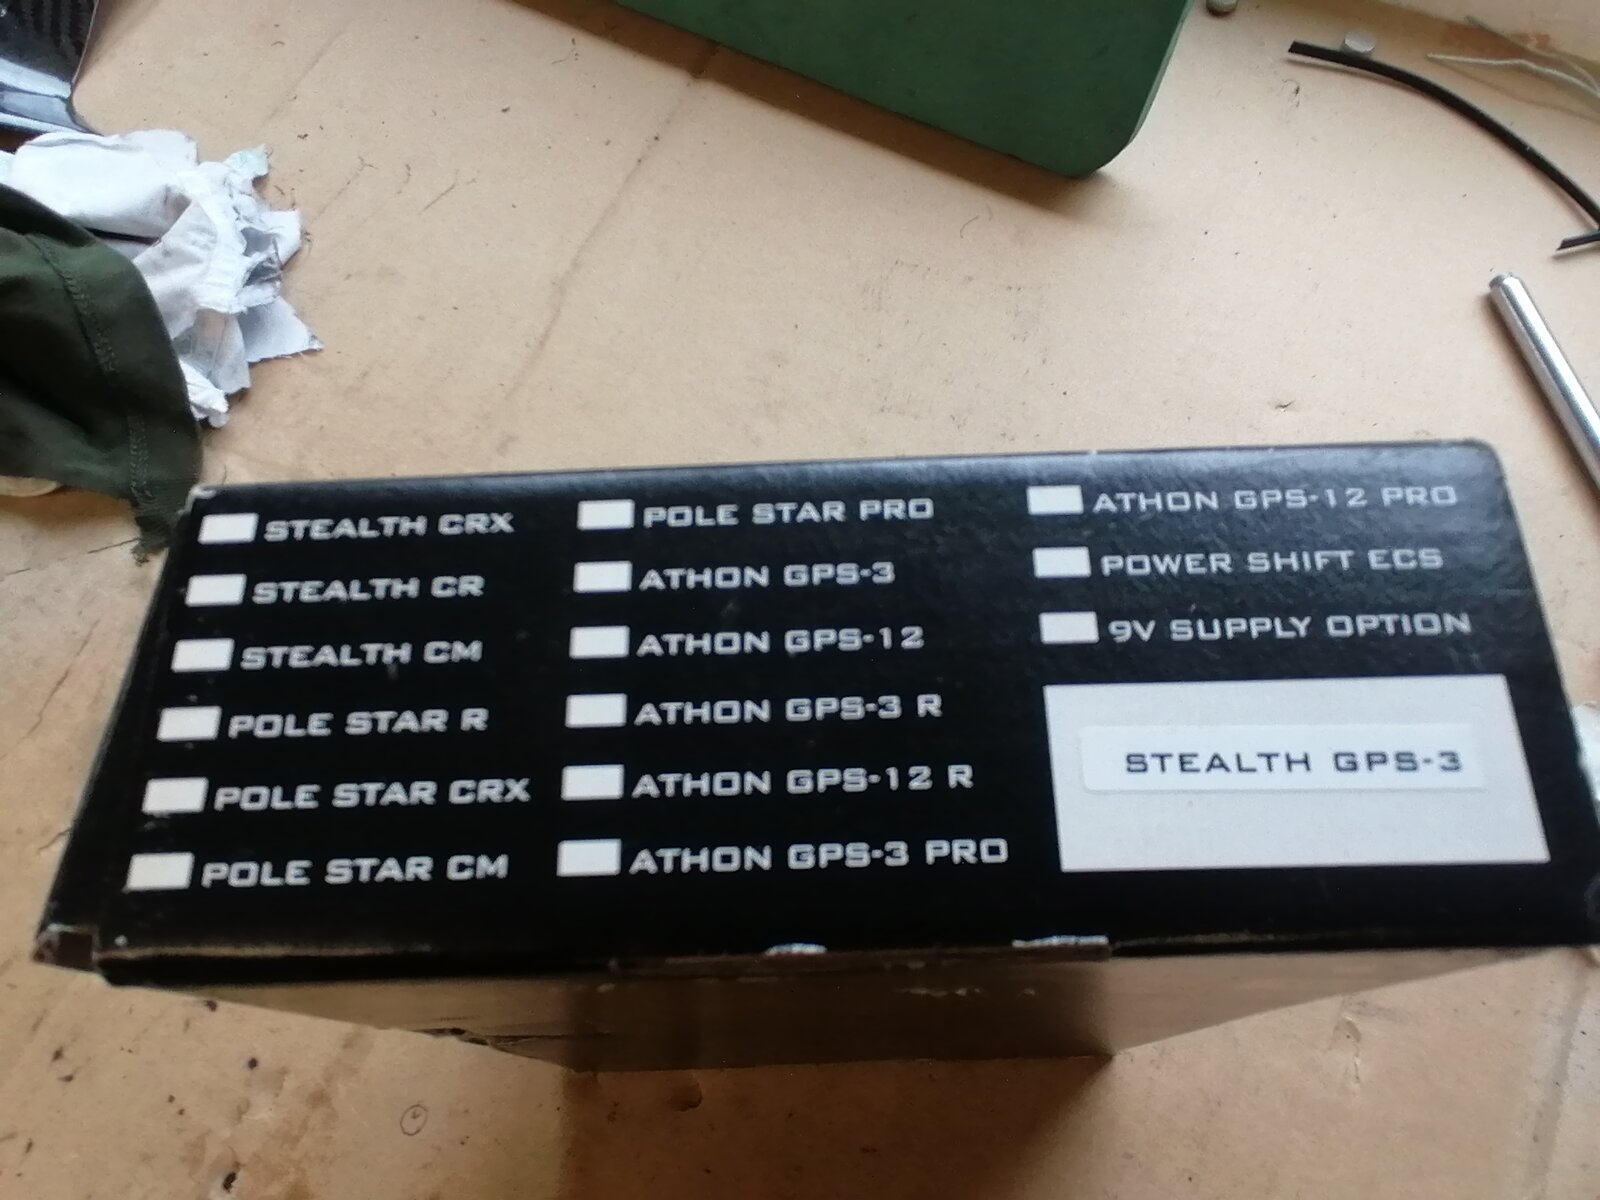 STEALTH CRX
STEALTH CR
STEALTH CM
POLE STAR R
POLE STAR CRX
POLE STAR CM
POLE STAR PRO
ATHON GPS-3
ATHON GPS-12
ATHON GPS-3 R
ATHON GPS-12 R
ATHON GPS-3 PRO
ATHON GPS-12 PRO
POWER SHIFT ECS
9V SUPPLY OPTION
STEALTH GPS-3